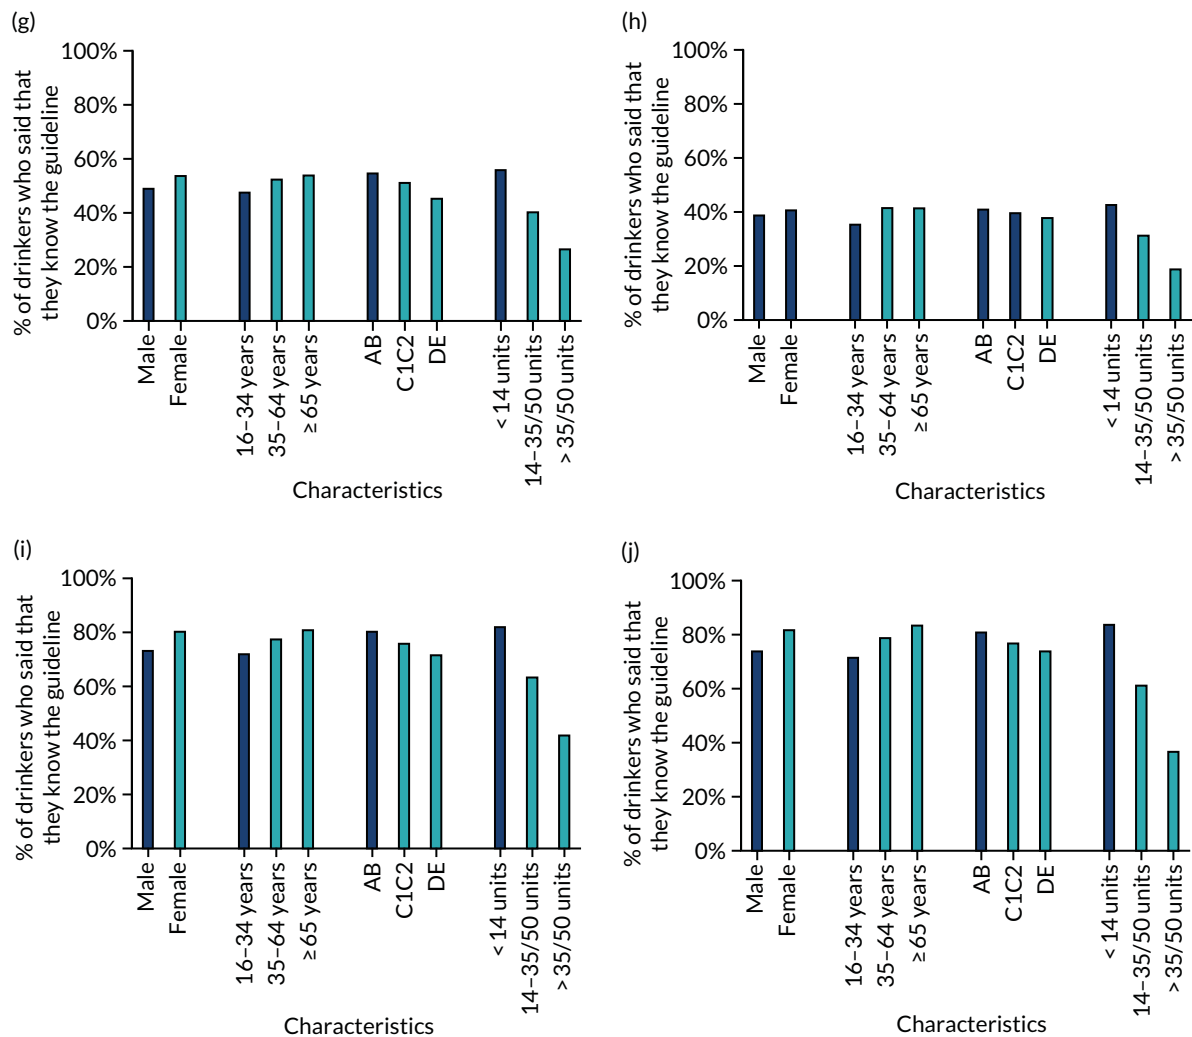 (g)
% of drinkers who said that
they know the guideline
100%
80%
60%
40%
20%
0%
Male
Female
16–34 years
35–64 years
≥ 65 years
AB
C1C2
DE
< 14 units
14–35/50 units
> 35/50 units
Characteristics
(h)
% of drinkers who said that
they know the guideline
100%
80%
60%
40%
20%
0%
Male
Female
16–34 years
35–64 years
≥ 65 years
AB
C1C2
DE
< 14 units
14–35/50 units
> 35/50 units
Characteristics
(i)
% of drinkers who said that
they know the guideline
100%
80%
60%
40%
20%
0%
Male
Female
16–34 years
35–64 years
≥ 65 years
AB
C1C2
DE
< 14 units
14–35/50 units
> 35/50 units
Characteristics
(j)
% of drinkers who said that
they know the guideline
100%
80%
60%
40%
20%
0%
Male
Female
16–34 years
35–64 years
≥ 65 years
AB
C1C2
DE
< 14 units
14–35/50 units
> 35/50 units
Characteristics